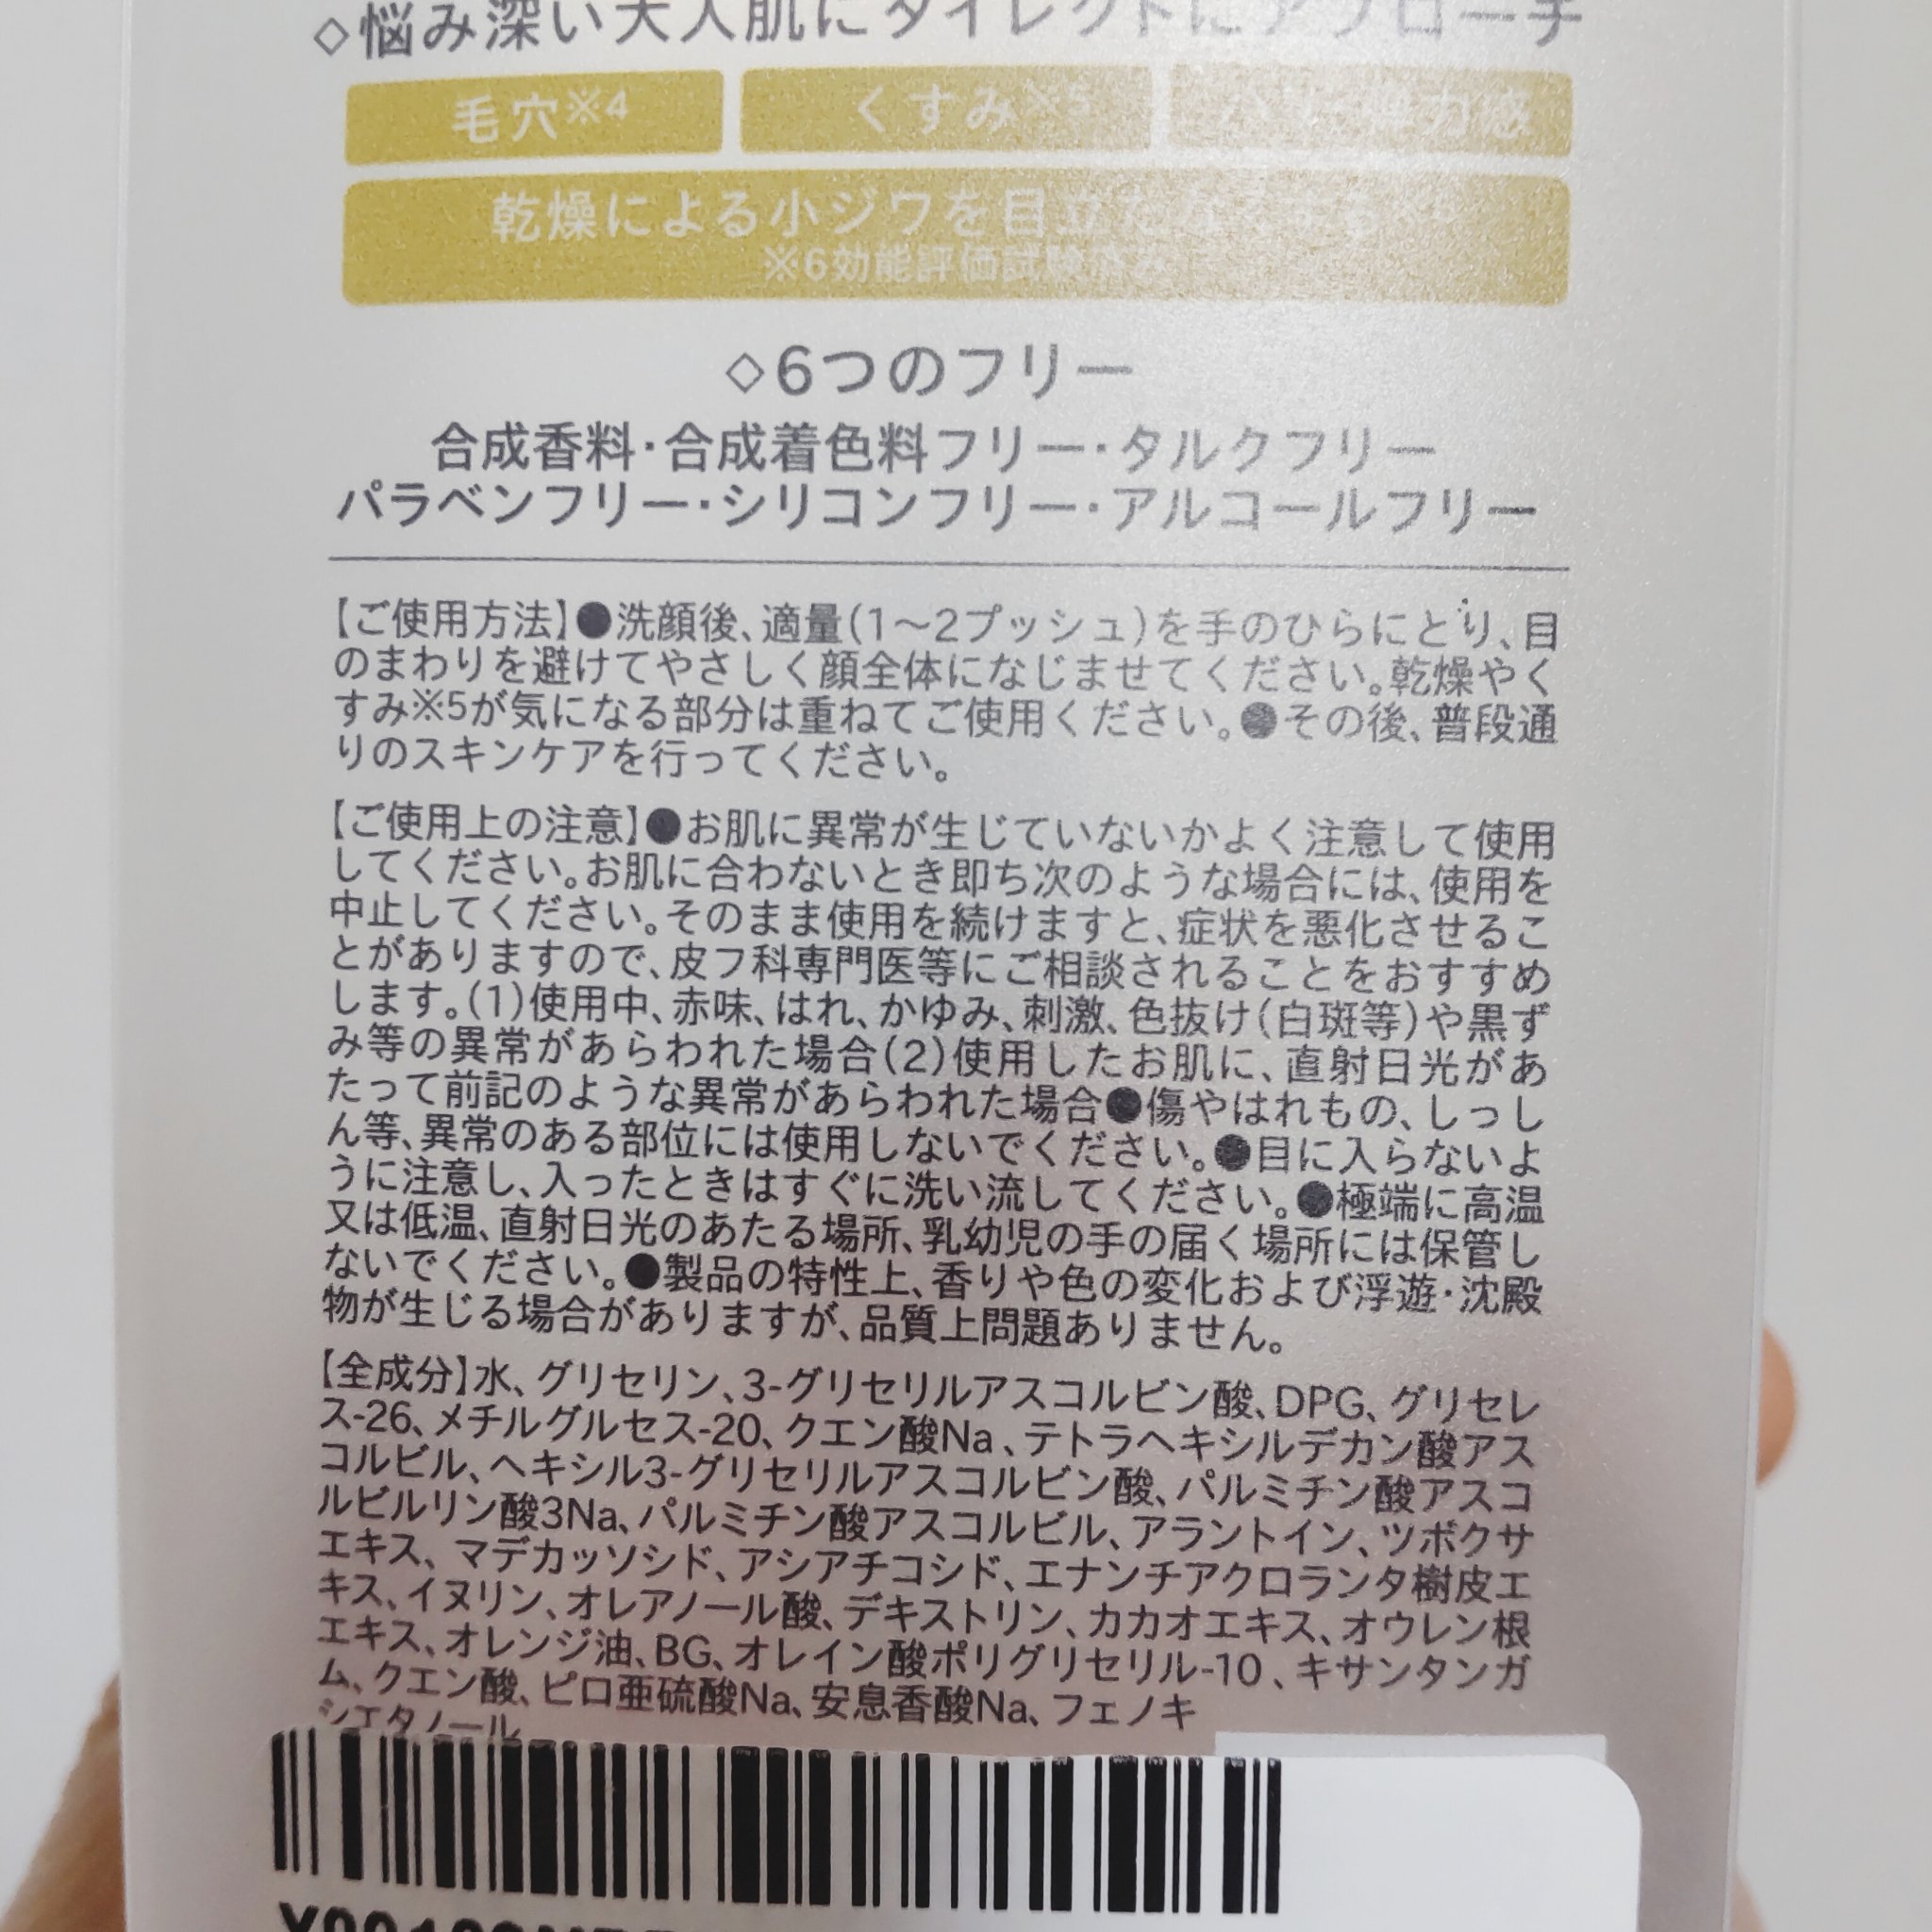 ◇悩み深い大人肌にダイレクトにアプローチ
毛穴※4 くすみ※5 ハリ・弾力感
乾燥による小ジワを目立たなくする※6
※6効能評価試験済み
◇6つのフリー
合成香料・合成着色料フリー・タルクフリー
パラベンフリー・シリコンフリー・アルコールフリー
【ご使用方法】●洗顔後、適量(1～2プッシュ)を手のひらにとり、目
のまわりを避けてやさしく顔全体になじませてください。乾燥やく
すみ※5が気になる部分は重ねてご使用ください。●その後、普段通
りのスキンケアを行ってください。
【ご使用上の注意】●お肌に異常が生じていないかよく注意して使用
してください。お肌に合わないとき即ち次のような場合には、使用を
中止してください。そのまま使用を続けますと、症状を悪化させるこ
とがありますので、皮フ科専門医等にご相談されることをおすすめ
します。(1)使用中、赤味、はれ、かゆみ、刺激、色抜け(白斑等)や黒ず
み等の異常があらわれた場合(2)使用したお肌に、直射日光があ
たって前記のような異常があらわれた場合●傷やはれもの、しっし
ん等、異常のある部位には使用しないでください。●目に入らないよ
うに注意し、入ったときはすぐに洗い流してください。●極端に高温
又は低温、直射日光のあたる場所、乳幼児の手の届く場所には保管し
ないでください。●製品の特性上、香りや色の変化および浮遊・沈殿
物が生じる場合がありますが、品質上問題ありません。
【全成分】水、グリセリン、3-グリセリルアスコルビン酸、DPG、グリセレ
ス-26、メチルグルセス-20、クエン酸Na、テトラヘキシルデカン酸アス
コルビル、ヘキシル3-グリセリルアスコルビン酸、パルミチン酸アスコ
ルビルリン酸3Na、パルミチン酸アスコルビル、アラントイン、ツボクサ
エキス、マデカッソシド、アシアチコシド、エナンチアクロランタ樹皮エ
キス、イヌリン、オレアノール酸、デキストリン、カカオエキス、オウレン根
エキス、オレンジ油、BG、オレイン酸ポリグリセリル-10、キサンタンガ
ム、クエン酸、ピロ亜硫酸Na、安息香酸Na、フェノキ
シエタノール